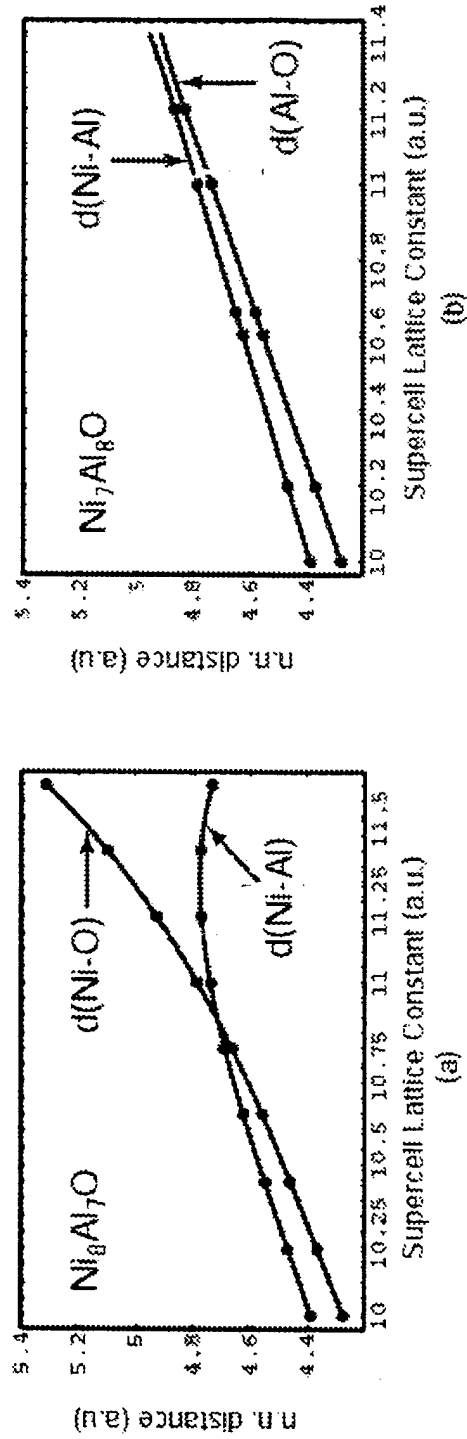 Ni8Al7O
d(Ni-O)
d(Ni-Al)
n.n. distance (a.u)
5.4
5.2
5
4.8
4.6
4.4
10 10.25 10.5 10.75 11 11.25 11.5
Supercell Lattice Constant (a.u.)
(a)
Ni7Al8O
d(Ni-Al)
d(Al-O)
n.n. distance (a.u)
5.4
5.2
5
4.8
4.6
4.4
10 10.2 10.4 10.6 10.8 11 11.2 11.4
Supercell Lattice Constant (a.u.)
(b)